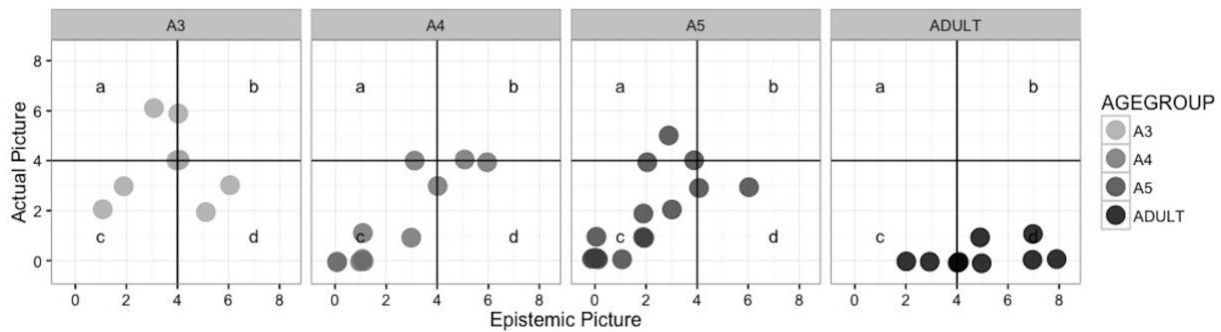 A3 A4 A5 ADULT
8 a b a b a b a b
6
4
2
c d c d c d c d
0
0 2 4 6 8 0 2 4 6 8 0 2 4 6 8 0 2 4 6 8
Actual Picture
Epistemic Picture
AGEGROUP
A3
A4
A5
ADULT